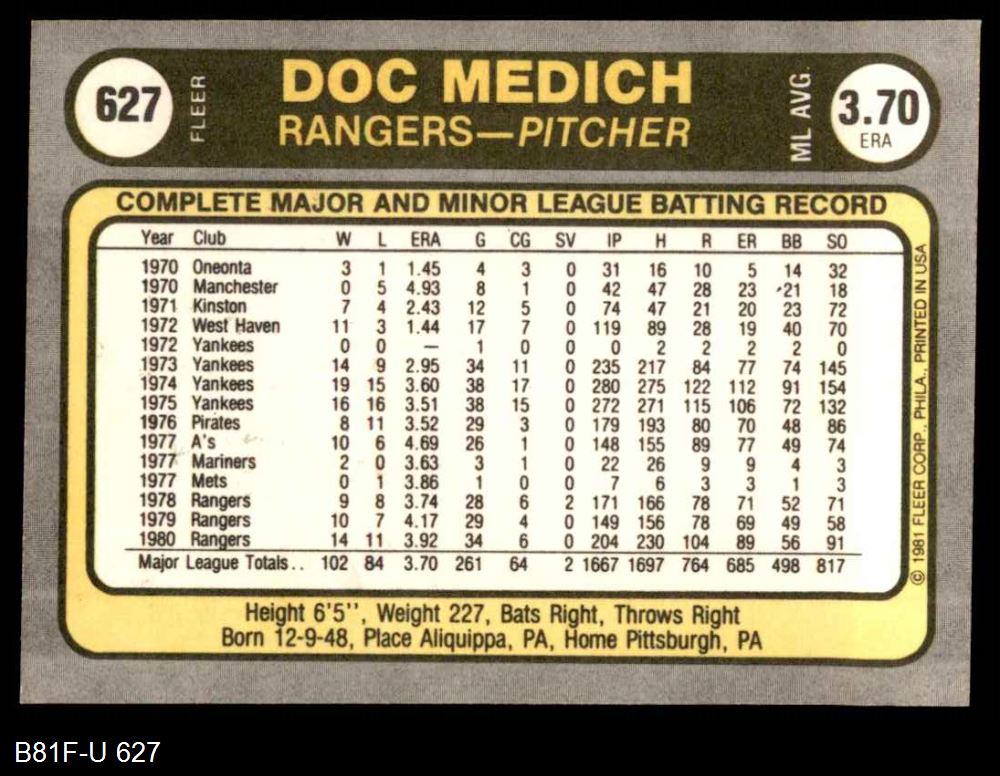 627 FLEER DOC MEDICH ML AVG. 3.70
RANGERS—PITCHER ERA
COMPLETE MAJOR AND MINOR LEAGUE BATTING RECORD
Year Club W L ERA G CG SV IP H R ER BB SO
1970 Oneonta 3 1 1.45 4 3 0 31 16 10 5 14 32
1970 Manchester 0 5 4.93 8 1 0 42 47 28 23 21 18
1971 Kinston 7 4 2.43 12 5 0 74 47 21 20 23 72
1972 West Haven 11 3 1.44 17 7 0 119 89 28 19 40 70
1972 Yankees 0 0 — 1 0 0 0 2 2 2 2 0
1973 Yankees 14 9 2.95 34 11 0 235 217 84 77 74 145
1974 Yankees 19 15 3.60 38 17 0 280 275 122 112 91 154
1975 Yankees 16 16 3.51 38 15 0 272 271 115 106 72 132
1976 Pirates 8 11 3.52 29 3 0 179 193 80 70 48 86
1977 A's 10 6 4.69 26 1 0 148 155 89 77 49 74
1977 Mariners 2 0 3.63 3 1 0 22 26 9 9 4 3
1977 Mets 0 1 3.86 1 0 0 7 6 3 3 1 3
1978 Rangers 9 8 3.74 28 6 2 171 166 78 71 52 71
1979 Rangers 10 7 4.17 29 4 0 149 156 78 69 49 58
1980 Rangers 14 11 3.92 34 6 0 204 230 104 89 56 91
Major League Totals.. 102 84 3.70 261 64 2 1667 1697 764 685 498 817
© 1981 FLEER CORP., PHILA., PRINTED IN USA
Height 6'5'', Weight 227, Bats Right, Throws Right
Born 12-9-48, Place Aliquippa, PA, Home Pittsburgh, PA
B81F-U 627